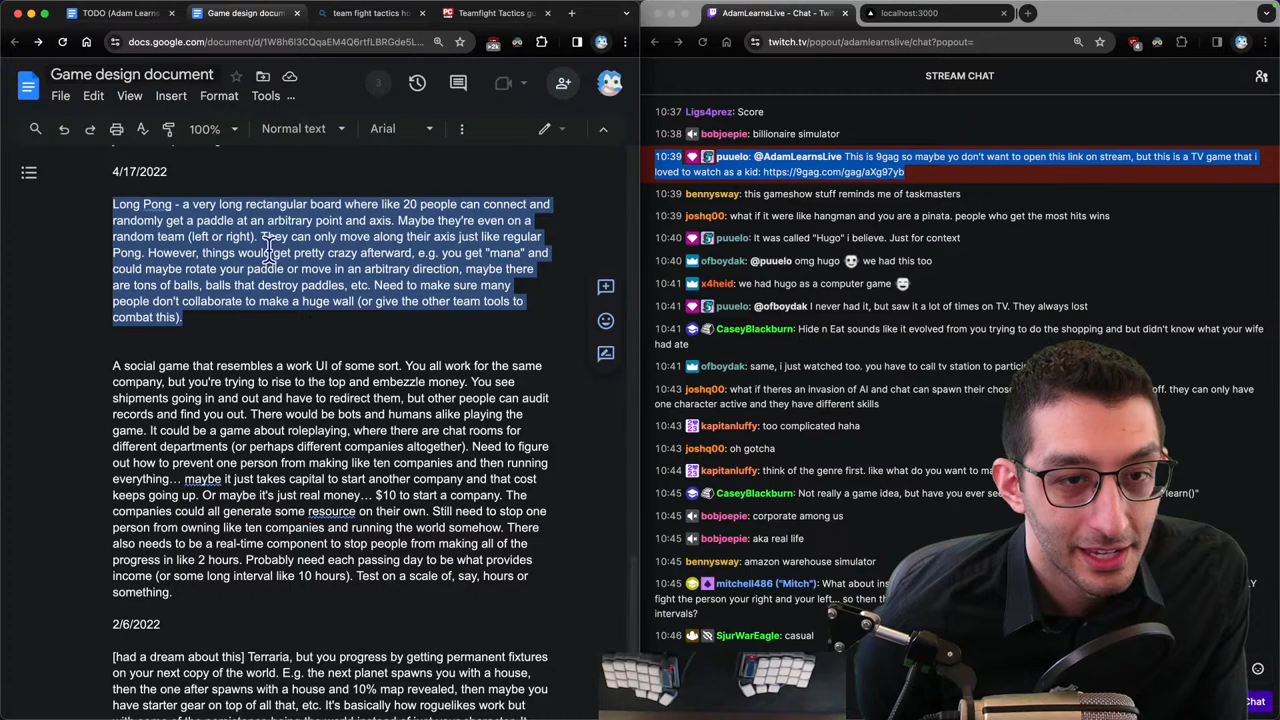 TODO (Adam Learns
Game design docum
team fight tactics ho
Teamfight Tactics gu
docs.google.com/document/d/1W8h6I3CQqaEM4Q6rtfLBRGde5L...
Game design document
File Edit View Insert Format Tools ...
100% Normal text Arial
4/17/2022
Long Pong - a very long rectangular board where like 20 people can connect and
randomly get a paddle at an arbitrary point and axis. Maybe they're even on a
random team (left or right). They can only move along their axis just like regular
Pong. However, things would get pretty crazy afterward, e.g. you get "mana" and
could maybe rotate your paddle or move in an arbitrary direction, maybe there
are tons of balls, balls that destroy paddles, etc. Need to make sure many
people don't collaborate to make a huge wall (or give the other team tools to
combat this).
A social game that resembles a work UI of some sort. You all work for the same
company, but you're trying to rise to the top and embezzle money. You see
shipments going in and out and have to redirect them, but other people can audit
records and find you out. There would be bots and humans alike playing the
game. It could be a game about roleplaying, where there are chat rooms for
different departments (or perhaps different companies altogether). Need to figure
out how to prevent one person from making like ten companies and then running
everything... maybe it just takes capital to start another company and that cost
keeps going up. Or maybe it's just real money... $10 to start a company. The
companies could all generate some resource on their own. Still need to stop one
person from owning like ten companies and running the world somehow. There
also needs to be a real-time component to stop people from making all of the
progress in like 2 hours. Probably need each passing day to be what provides
income (or some long interval like 10 hours). Test on a scale of, say, hours or
something.
2/6/2022
[had a dream about this] Terraria, but you progress by getting permanent fixtures
on your next copy of the world. E.g. the next planet spawns you with a house,
then the one after spawns with a house and 10% map revealed, then maybe you
have starter gear on top of all that, etc. It's basically how roguelikes work but
AdamLearnsLive - Chat - Twi
localhost:3000
twitch.tv/popout/adamlearnslive/chat?popout=
STREAM CHAT
10:37 Ligs4prez: Score
10:38 bobjoepie: billionaire simulator
10:39 puuelo: @AdamLearnsLive This is 9gag so maybe yo don't want to open this link on stream, but this is a TV game that i
loved to watch as a kid: https://9gag.com/gag/aXg97yb
10:39 bennysway: this gameshow stuff reminds me of taskmasters
10:39 joshq00: what if it were like hangman and you are a pinata. people who get the most hits wins
10:40 puuelo: It was called "Hugo" i believe. Just for context
10:40 ofboydak: @puuelo omg hugo we had this too
10:41 x4heid: we had hugo as a computer game
10:41 puuelo: @ofboydak I never had it, but saw it a lot of times on TV. They always lost
10:41 CaseyBlackburn: Hide n Eat sounds like it evolved from you trying to do the shopping and but didn't know what your wife
had ate
10:41 ofboydak: same, i just watched too. you have to call tv station to
10:43 joshq00: what if theres an invasion of AI and chat can spawn their off. they can only
have one character active and they have different skills
10:43 kapitanluffy: too complicated haha
10:43 joshq00: oh gotcha
10:44 kapitanluffy: think of the genre first. like what do you want to
10:45 CaseyBlackburn: Not really a game idea, but have you ever learn()"
10:45 bobjoepie: corporate among us
10:45 bobjoepie: aka real life
10:45 bennysway: amazon warehouse simulator
10:45 mitchell486 ("Mitch"): What about
fight the person your right and your left... so then
intervals?
10:46 SjurWarEagle: casual
Chat